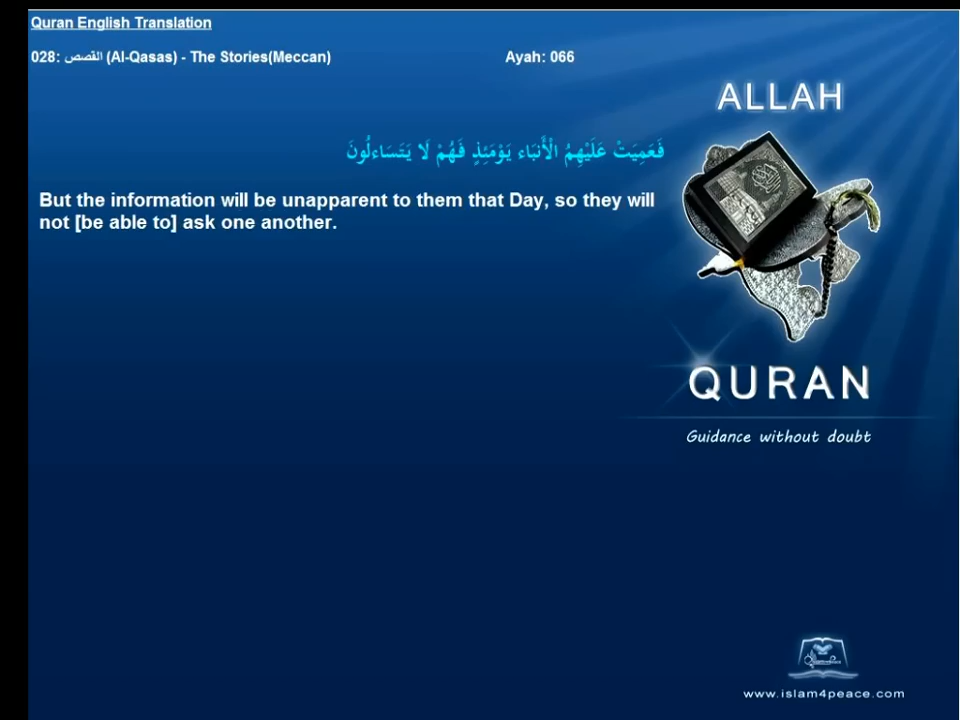 Quran English Translation
028: القصص (Al-Qasas) - The Stories(Meccan) Ayah: 066
ALLAH
فَعَمِيَتْ عَلَيْهِمُ الْأَنبَاء يَوْمَئِذٍ فَهُمْ لَا يَتَسَاءلُونَ
But the information will be unapparent to them that Day, so they will
not [be able to] ask one another.
QURAN
Guidance without doubt
www.islam4peace.com